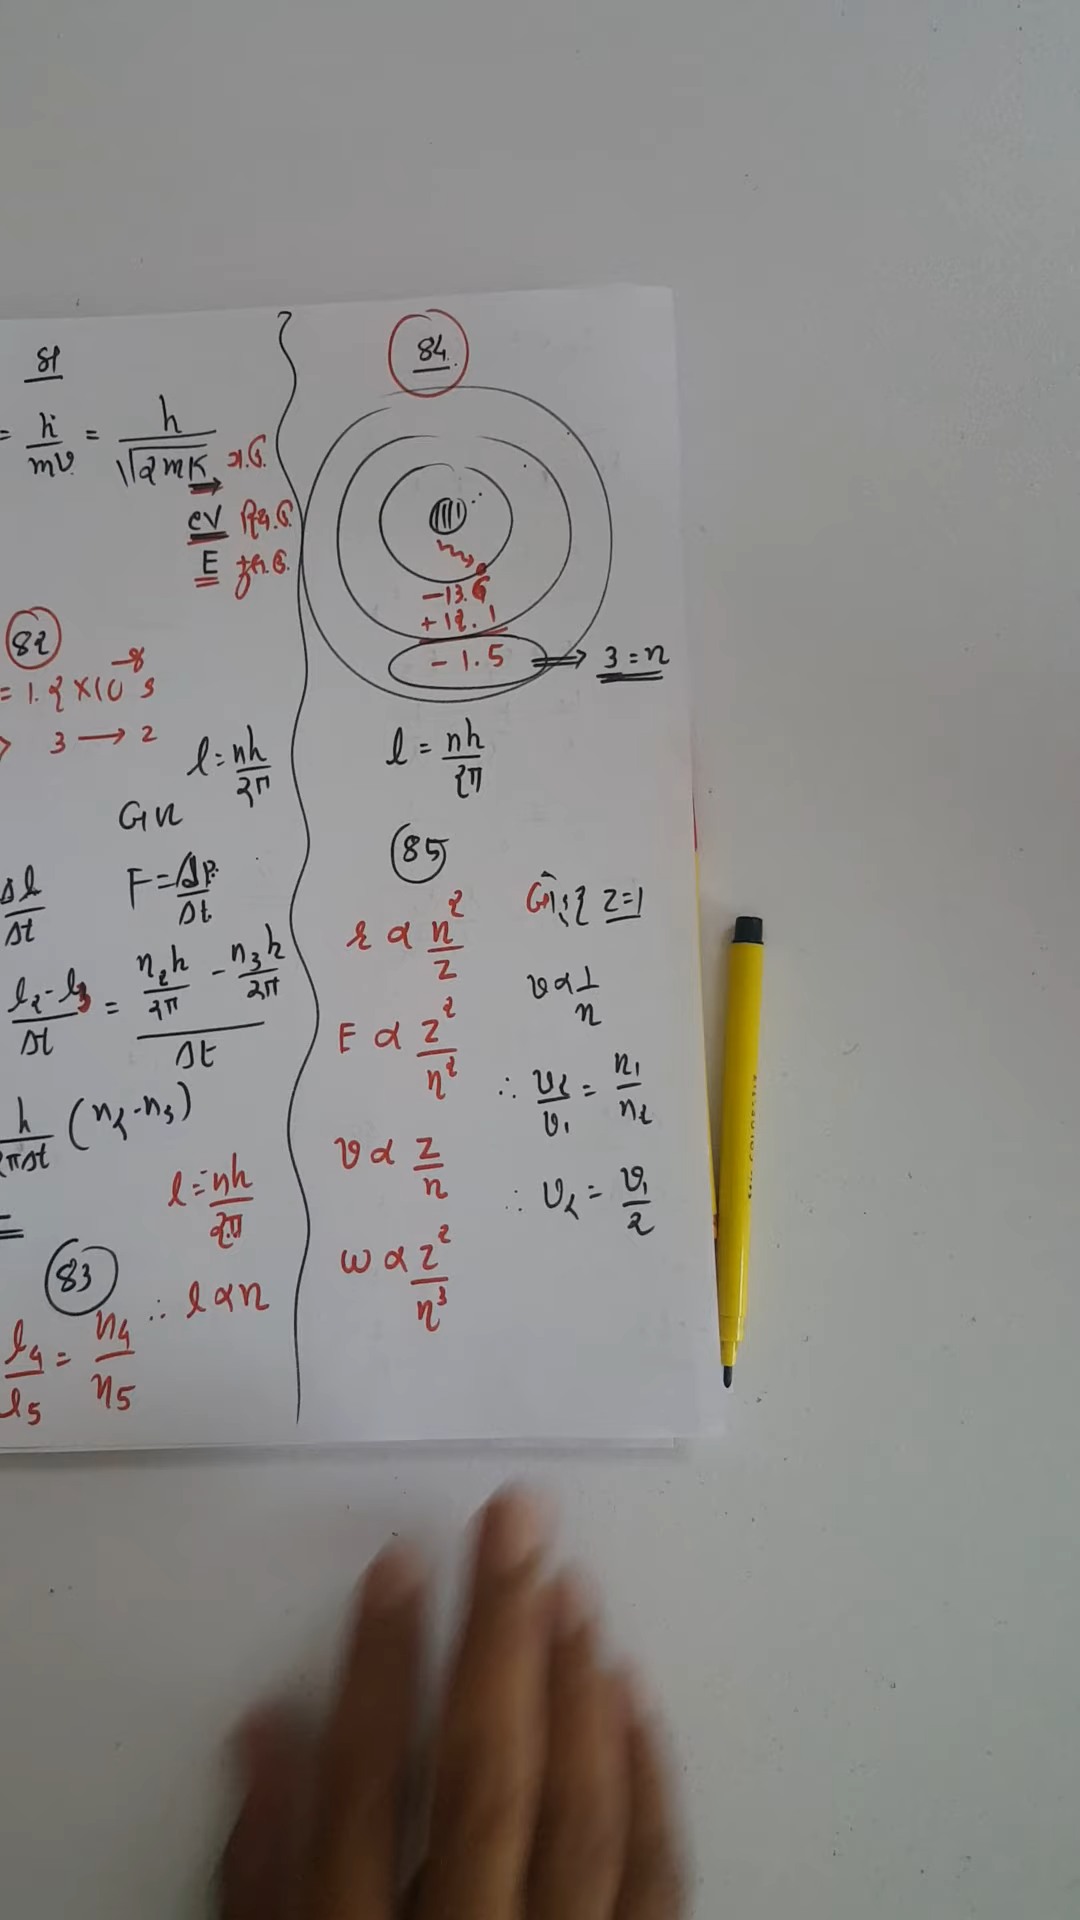 81
= h/mv = h/√2mK
eV
E
82
= 1.2 × 10⁻⁸ s
3 → 2
l = nh/2π
Gn
Δl/Δt
F = Δp/Δt
l₂ - l₃/Δt = n₂h/2π - n₃h/2π/Δt
h/2πΔt (n₂ - n₃)
l = nh/2π
83
∴ l α n
l₄/l₅ = n₄/n₅
84
-13.6
+12.1
-1.5 ⟹ 3 = n
l = nh/2π
85
r α n²/z
z=1
E α z²/n²
v α 1/n
∴ v₂/v₁ = n₁/n₂
v α z/n
∴ v₂ = v₁/2
ω α z²/n³